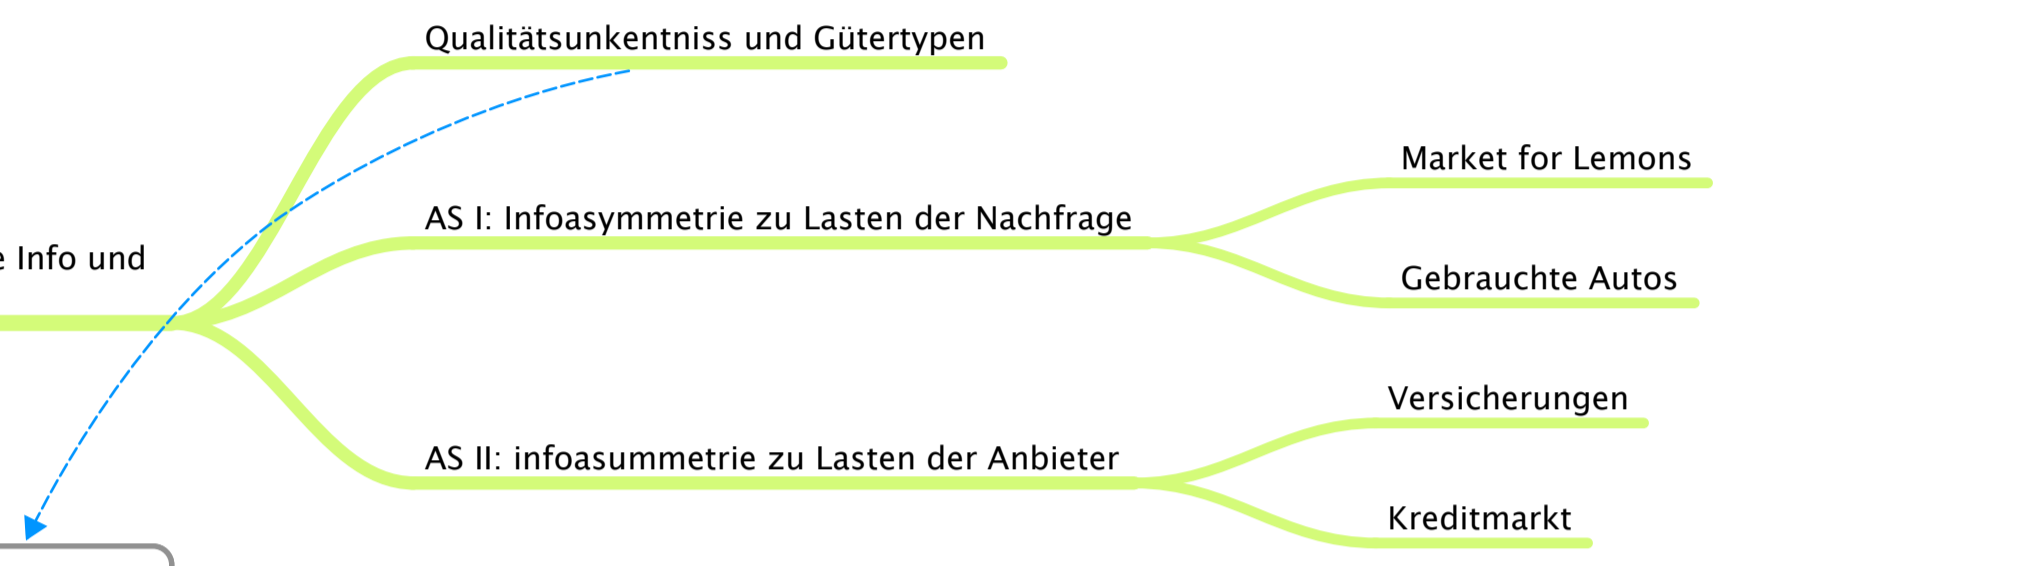 Qualitätsunkentniss und Gütertypen
Market for Lemons
AS I: Infoasymmetrie zu Lasten der Nachfrage
Info und
Gebrauchte Autos
Versicherungen
AS II: infoasummetrie zu Lasten der Anbieter
Kreditmarkt